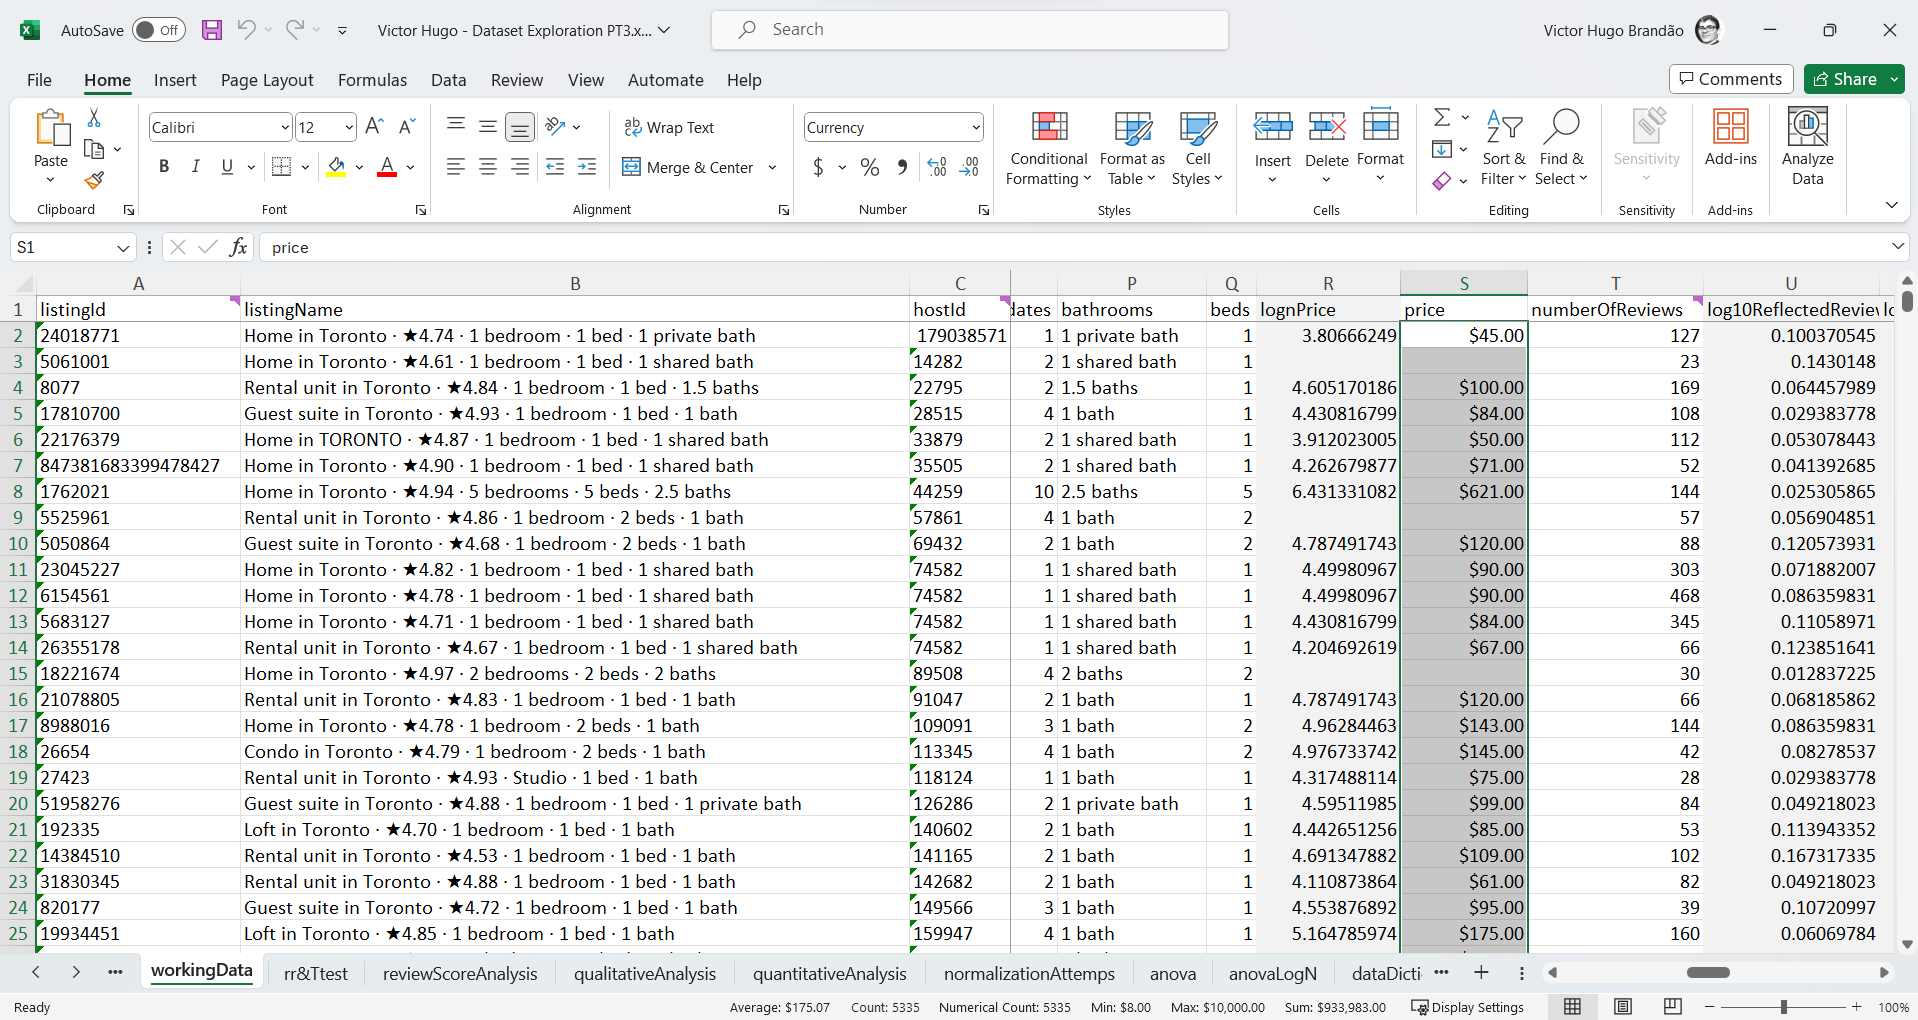 AutoSave Off Victor Hugo - Dataset Exploration PT3.x... Search Victor Hugo Brandão
File Home Insert Page Layout Formulas Data Review View Automate Help Comments Share
Paste Calibri 12 Wrap Text Currency Insert Delete Format Sensitivity Add-ins
B I U A Merge & Center $ % Conditional Formatting Format as Table Cell Styles Sort & Filter Find & Select Analyze Data
Clipboard Font Alignment Number Styles Cells Editing Sensitivity Add-ins
S1 fx price
A B C P Q R S T U
1 listingId listingName hostId dates bathrooms beds lognPrice price numberOfReviews log10ReflectedReview
2 24018771 Home in Toronto · ★4.74 · 1 bedroom · 1 bed · 1 private bath 179038571 1 1 private bath 1 3.80666249 $45.00 127 0.100370545
3 5061001 Home in Toronto · ★4.61 · 1 bedroom · 1 bed · 1 shared bath 14282 2 1 shared bath 1 23 0.1430148
4 8077 Rental unit in Toronto · ★4.84 · 1 bedroom · 1 bed · 1.5 baths 22795 2 1.5 baths 1 4.605170186 $100.00 169 0.064457989
5 17810700 Guest suite in Toronto · ★4.93 · 1 bedroom · 1 bed · 1 bath 28515 4 1 bath 1 4.430816799 $84.00 108 0.029383778
6 22176379 Home in TORONTO · ★4.87 · 1 bedroom · 1 bed · 1 shared bath 33879 2 1 shared bath 1 3.912023005 $50.00 112 0.053078443
7 847381683399478427 Home in Toronto · ★4.90 · 1 bedroom · 1 bed · 1 shared bath 35505 2 1 shared bath 1 4.262679877 $71.00 52 0.041392685
8 1762021 Home in Toronto · ★4.94 · 5 bedrooms · 5 beds · 2.5 baths 44259 10 2.5 baths 5 6.431331082 $621.00 144 0.025305865
9 5525961 Rental unit in Toronto · ★4.86 · 1 bedroom · 2 beds · 1 bath 57861 4 1 bath 2 57 0.056904851
10 5050864 Guest suite in Toronto · ★4.68 · 1 bedroom · 2 beds · 1 bath 69432 2 1 bath 2 4.787491743 $120.00 88 0.120573931
11 23045227 Home in Toronto · ★4.82 · 1 bedroom · 1 bed · 1 shared bath 74582 1 1 shared bath 1 4.49980967 $90.00 303 0.071882007
12 6154561 Home in Toronto · ★4.78 · 1 bedroom · 1 bed · 1 shared bath 74582 1 1 shared bath 1 4.49980967 $90.00 468 0.086359831
13 5683127 Home in Toronto · ★4.71 · 1 bedroom · 1 bed · 1 shared bath 74582 1 1 shared bath 1 4.430816799 $84.00 345 0.11058971
14 26355178 Rental unit in Toronto · ★4.67 · 1 bedroom · 1 bed · 1 shared bath 74582 1 1 shared bath 1 4.204692619 $67.00 66 0.123851641
15 18221674 Home in Toronto · ★4.97 · 2 bedrooms · 2 beds · 2 baths 89508 4 2 baths 2 30 0.012837225
16 21078805 Rental unit in Toronto · ★4.83 · 1 bedroom · 1 bed · 1 bath 91047 2 1 bath 1 4.787491743 $120.00 66 0.068185862
17 8988016 Home in Toronto · ★4.78 · 1 bedroom · 2 beds · 1 bath 109091 3 1 bath 2 4.96284463 $143.00 144 0.086359831
18 26654 Condo in Toronto · ★4.79 · 1 bedroom · 2 beds · 1 bath 113345 4 1 bath 2 4.976733742 $145.00 42 0.08278537
19 27423 Rental unit in Toronto · ★4.93 · Studio · 1 bed · 1 bath 118124 1 1 bath 1 4.317488114 $75.00 28 0.029383778
20 51958276 Guest suite in Toronto · ★4.88 · 1 bedroom · 1 bed · 1 private bath 126286 2 1 private bath 1 4.59511985 $99.00 84 0.049218023
21 192335 Loft in Toronto · ★4.70 · 1 bedroom · 1 bed · 1 bath 140602 2 1 bath 1 4.442651256 $85.00 53 0.113943352
22 14384510 Rental unit in Toronto · ★4.53 · 1 bedroom · 1 bed · 1 bath 141165 2 1 bath 1 4.691347882 $109.00 102 0.167317335
23 31830345 Rental unit in Toronto · ★4.88 · 1 bedroom · 1 bed · 1 bath 142682 2 1 bath 1 4.110873864 $61.00 82 0.049218023
24 820177 Guest suite in Toronto · ★4.72 · 1 bedroom · 1 bed · 1 bath 149566 3 1 bath 1 4.553876892 $95.00 39 0.10720997
25 19934451 Loft in Toronto · ★4.85 · 1 bedroom · 1 bed · 1 bath 159947 4 1 bath 1 5.164785974 $175.00 160 0.06069784
workingData rr&Ttest reviewScoreAnalysis qualitativeAnalysis quantitativeAnalysis normalizationAttemps anova anovaLogN dataDicti
Ready Average: $175.07 Count: 5335 Numerical Count: 5335 Min: $8.00 Max: $10,000.00 Sum: $933,983.00 Display Settings 100%